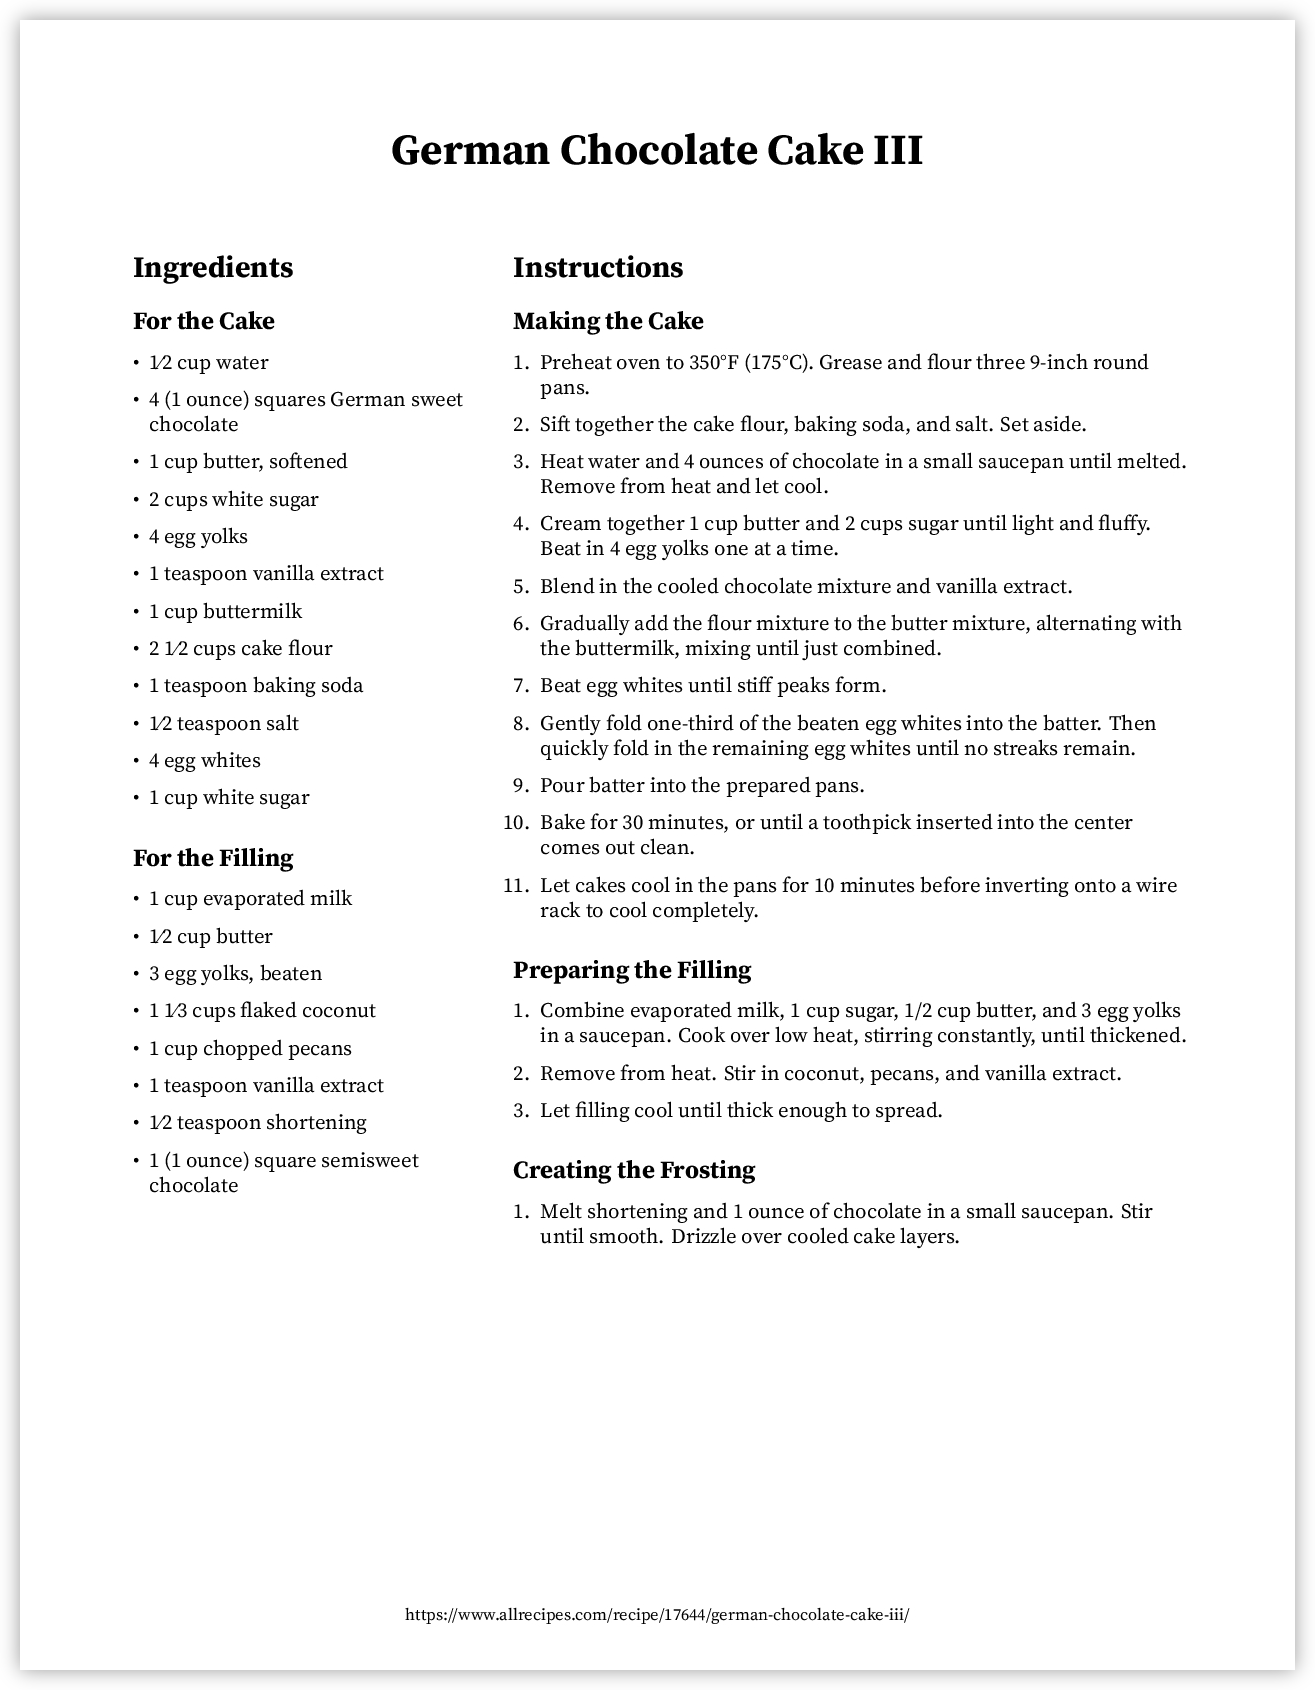 German Chocolate Cake III
Ingredients
For the Cake
• 1⁄2 cup water
• 4 (1 ounce) squares German sweet
chocolate
• 1 cup butter, softened
• 2 cups white sugar
• 4 egg yolks
• 1 teaspoon vanilla extract
• 1 cup buttermilk
• 2 1⁄2 cups cake flour
• 1 teaspoon baking soda
• 1⁄2 teaspoon salt
• 4 egg whites
• 1 cup white sugar
For the Filling
• 1 cup evaporated milk
• 1⁄2 cup butter
• 3 egg yolks, beaten
• 1 1⁄3 cups flaked coconut
• 1 cup chopped pecans
• 1 teaspoon vanilla extract
• 1⁄2 teaspoon shortening
• 1 (1 ounce) square semisweet
chocolate
Instructions
Making the Cake
1. Preheat oven to 350°F (175°C). Grease and flour three 9-inch round
pans.
2. Sift together the cake flour, baking soda, and salt. Set aside.
3. Heat water and 4 ounces of chocolate in a small saucepan until melted.
Remove from heat and let cool.
4. Cream together 1 cup butter and 2 cups sugar until light and fluffy.
Beat in 4 egg yolks one at a time.
5. Blend in the cooled chocolate mixture and vanilla extract.
6. Gradually add the flour mixture to the butter mixture, alternating with
the buttermilk, mixing until just combined.
7. Beat egg whites until stiff peaks form.
8. Gently fold one-third of the beaten egg whites into the batter. Then
quickly fold in the remaining egg whites until no streaks remain.
9. Pour batter into the prepared pans.
10. Bake for 30 minutes, or until a toothpick inserted into the center
comes out clean.
11. Let cakes cool in the pans for 10 minutes before inverting onto a wire
rack to cool completely.
Preparing the Filling
1. Combine evaporated milk, 1 cup sugar, 1/2 cup butter, and 3 egg yolks
in a saucepan. Cook over low heat, stirring constantly, until thickened.
2. Remove from heat. Stir in coconut, pecans, and vanilla extract.
3. Let filling cool until thick enough to spread.
Creating the Frosting
1. Melt shortening and 1 ounce of chocolate in a small saucepan. Stir
until smooth. Drizzle over cooled cake layers.
https://www.allrecipes.com/recipe/17644/german-chocolate-cake-iii/